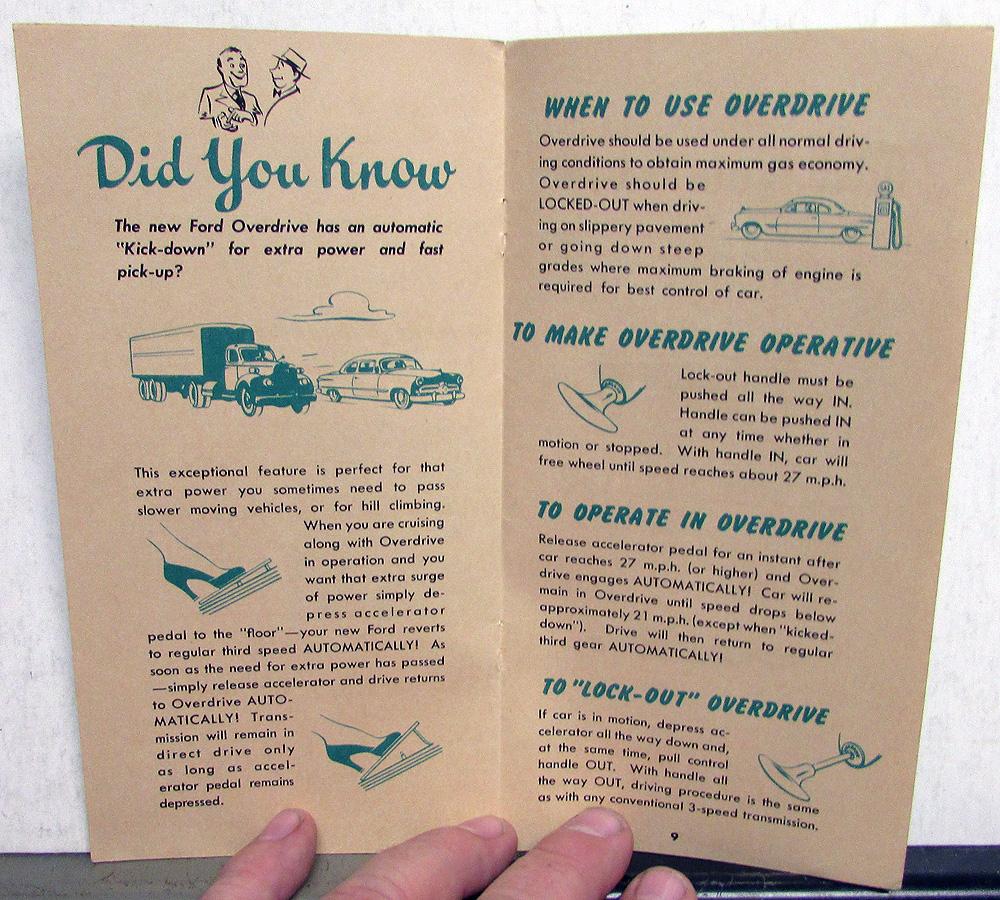 Did You Know
The new Ford Overdrive has an automatic
"Kick-down" for extra power and fast
pick-up?
This exceptional feature is perfect for that
extra power you sometimes need to pass
slower moving vehicles, or for hill climbing.
When you are cruising
along with Overdrive
in operation and you
want that extra surge
of power simply de-
press accelerator
pedal to the "floor"—your new Ford reverts
to regular third speed AUTOMATICALLY! As
soon as the need for extra power has passed
—simply release accelerator and drive returns
to Overdrive AUTO-
MATICALLY! Trans-
mission will remain in
direct drive only
as long as accel-
erator pedal remains
depressed.
WHEN TO USE OVERDRIVE
Overdrive should be used under all normal driv-
ing conditions to obtain maximum gas economy.
Overdrive should be
LOCKED-OUT when driv-
ing on slippery pavement
or going down steep
grades where maximum braking of engine is
required for best control of car.
GAS
TO MAKE OVERDRIVE OPERATIVE
Lock-out handle must be
pushed all the way IN.
Handle can be pushed IN
at any time whether in
motion or stopped. With handle IN, car will
free wheel until speed reaches about 27 m.p.h.
TO OPERATE IN OVERDRIVE
Release accelerator pedal for an instant after
car reaches 27 m.p.h. (or higher) and Over-
drive engages AUTOMATICALLY! Car will re-
main in Overdrive until speed drops below
approximately 21 m.p.h. (except when "kicked-
down"). Drive will then return to regular
third gear AUTOMATICALLY!
TO "LOCK-OUT" OVERDRIVE
If car is in motion, depress ac-
celerator all the way down and,
at the same time, pull control
handle OUT. With handle all
the way OUT, driving procedure is the same
as with any conventional 3-speed transmission.
9